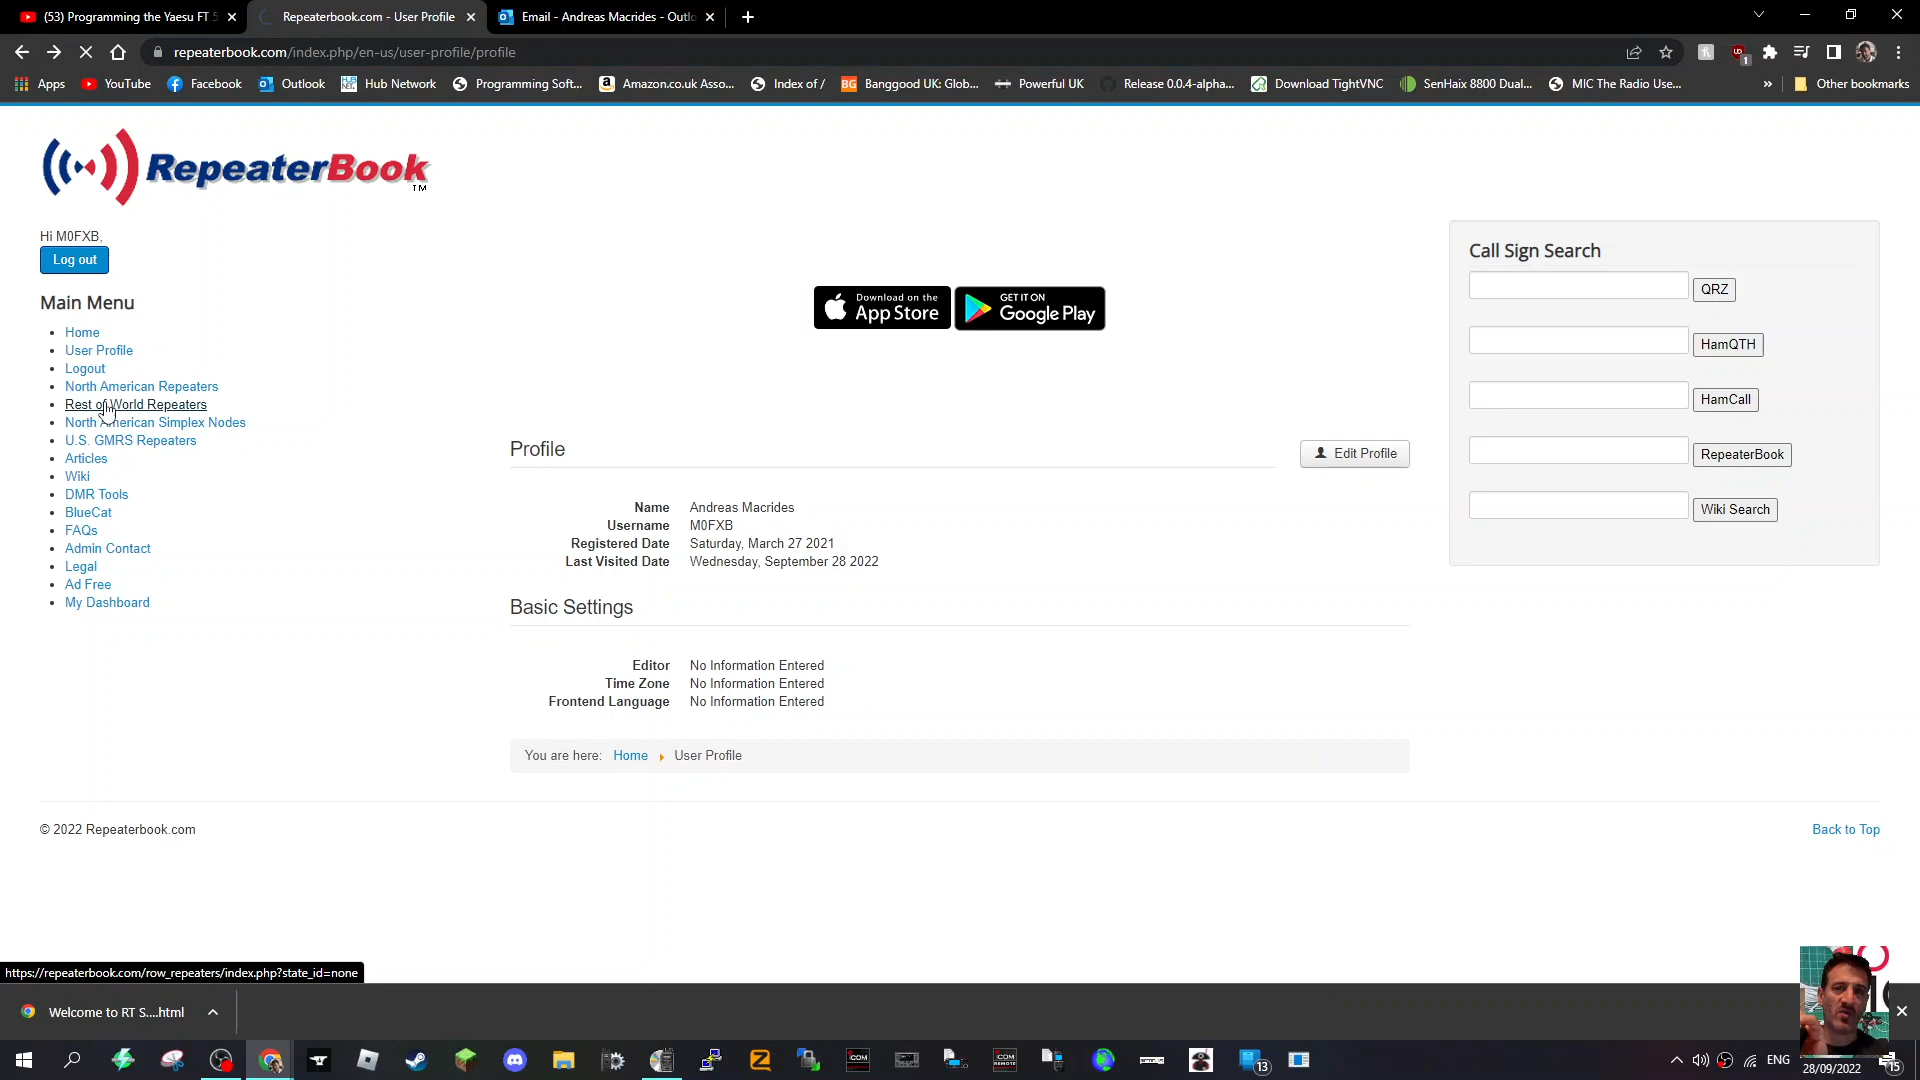 (53) Programming the Yaesu FT 5
Repeaterbook.com - User Profile
Email - Andreas Macrides - Outlo
repeaterbook.com/index.php/en-us/user-profile/profile
Apps
YouTube
Facebook
Outlook
Hub Network
Programming Soft...
Amazon.co.uk Asso...
Index of /
Banggood UK: Glob...
Powerful UK
Release 0.0.4-alpha...
Download TightVNC
SenHaix 8800 Dual...
MIC The Radio Use...
»
Other bookmarks
RepeaterBook
TM
Hi M0FXB,
Log out
Main Menu
Home
User Profile
Logout
North American Repeaters
Rest of World Repeaters
North American Simplex Nodes
U.S. GMRS Repeaters
Articles
Wiki
DMR Tools
BlueCat
FAQs
Admin Contact
Legal
Ad Free
My Dashboard
Download on the
App Store
GET IT ON
Google Play
Profile
Edit Profile
Name Andreas Macrides
Username M0FXB
Registered Date Saturday, March 27 2021
Last Visited Date Wednesday, September 28 2022
Basic Settings
Editor No Information Entered
Time Zone No Information Entered
Frontend Language No Information Entered
You are here: Home User Profile
Call Sign Search
QRZ
HamQTH
HamCall
RepeaterBook
Wiki Search
© 2022 Repeaterbook.com
Back to Top
https://repeaterbook.com/row_repeaters/index.php?state_id=none
Welcome to RT S....html
13
ENG
28/09/2022
15